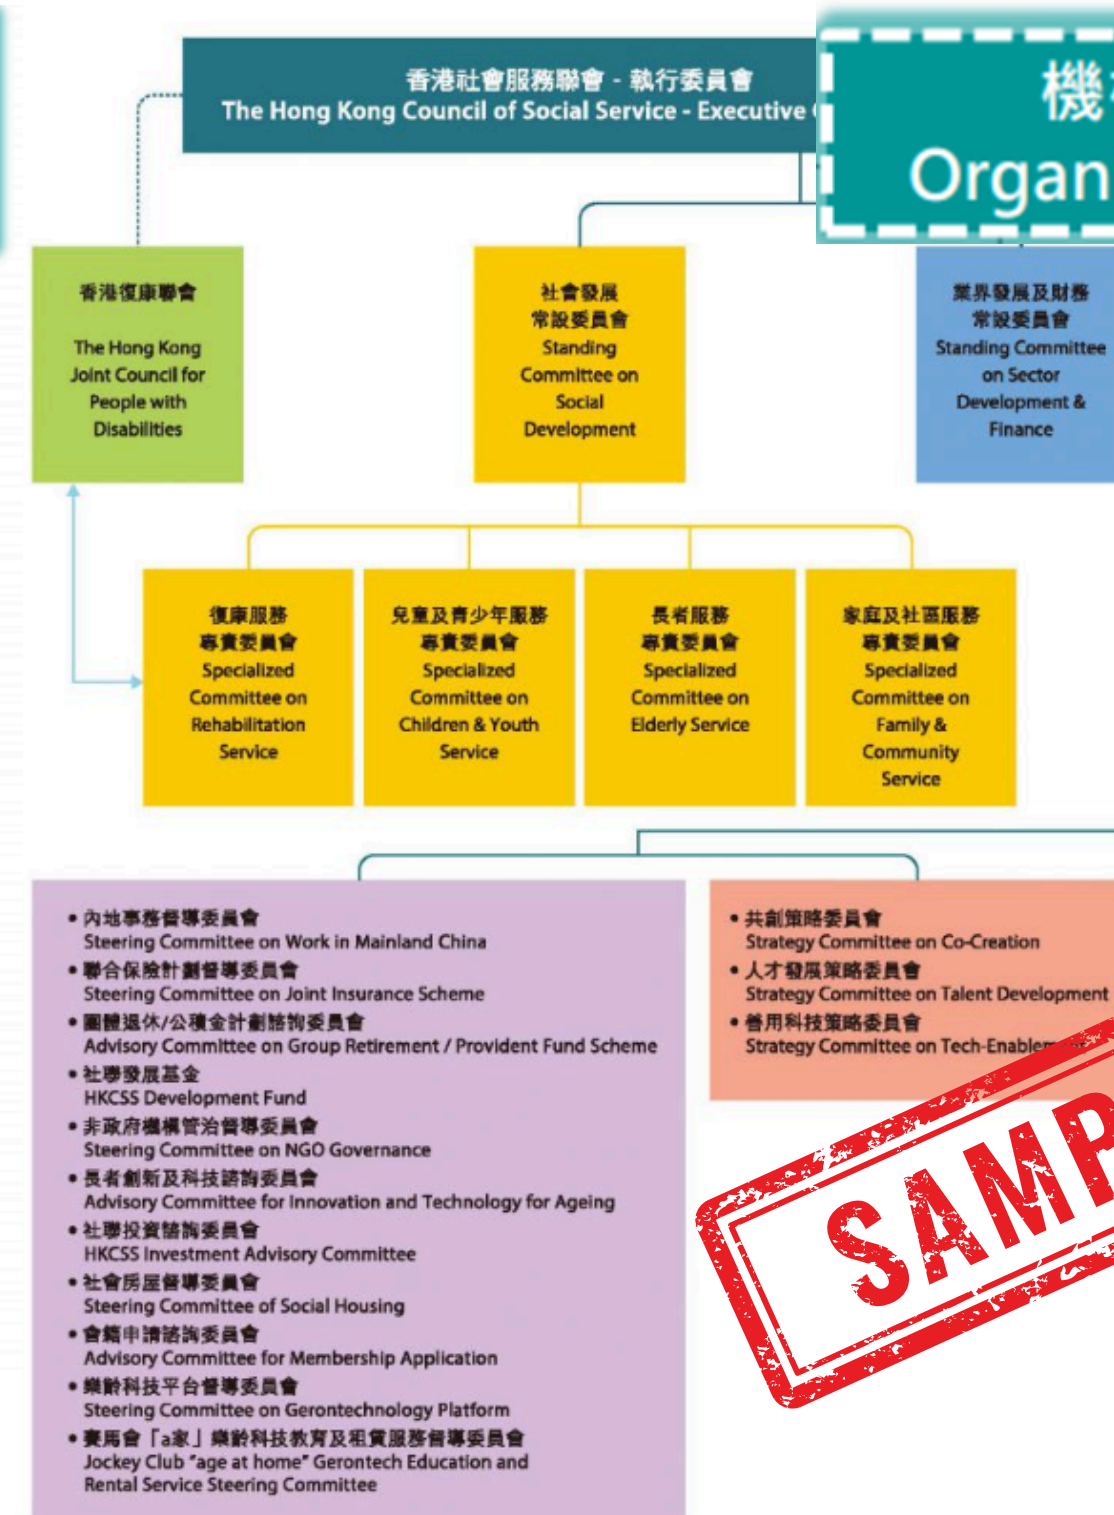 香港社會服務聯會 - 執行委員會
The Hong Kong Council of Social Service - Executive
機
Organ
香港復康聯會
The Hong Kong
Joint Council for
People with
Disabilities
社會發展
常設委員會
Standing
Committee on
Social
Development
業界發展及財務
常設委員會
Standing Committee
on Sector
Development &
Finance
復康服務
專責委員會
Specialized
Committee on
Rehabilitation
Service
兒童及青少年服務
專責委員會
Specialized
Committee on
Children & Youth
Service
長者服務
專責委員會
Specialized
Committee on
Elderly Service
家庭及社區服務
專責委員會
Specialized
Committee on
Family &
Community
Service
• 內地事務督導委員會
Steering Committee on Work in Mainland China
• 聯合保險計劃督導委員會
Steering Committee on Joint Insurance Scheme
• 團體退休/公積金計劃諮詢委員會
Advisory Committee on Group Retirement / Provident Fund Scheme
• 社聯發展基金
HKCSS Development Fund
• 非政府機構管治督導委員會
Steering Committee on NGO Governance
• 長者創新及科技諮詢委員會
Advisory Committee for Innovation and Technology for Ageing
• 社聯投資諮詢委員會
HKCSS Investment Advisory Committee
• 社會房屋督導委員會
Steering Committee of Social Housing
• 會籍申請諮詢委員會
Advisory Committee for Membership Application
• 樂齡科技平台督導委員會
Steering Committee on Gerontechnology Platform
• 賽馬會「a家」樂齡科技教育及租賃服務督導委員會
Jockey Club "age at home" Gerontech Education and
Rental Service Steering Committee
• 共創策略委員會
Strategy Committee on Co-Creation
• 人才發展策略委員會
Strategy Committee on Talent Development
• 善用科技策略委員會
Strategy Committee on Tech-Enablement
SAMP